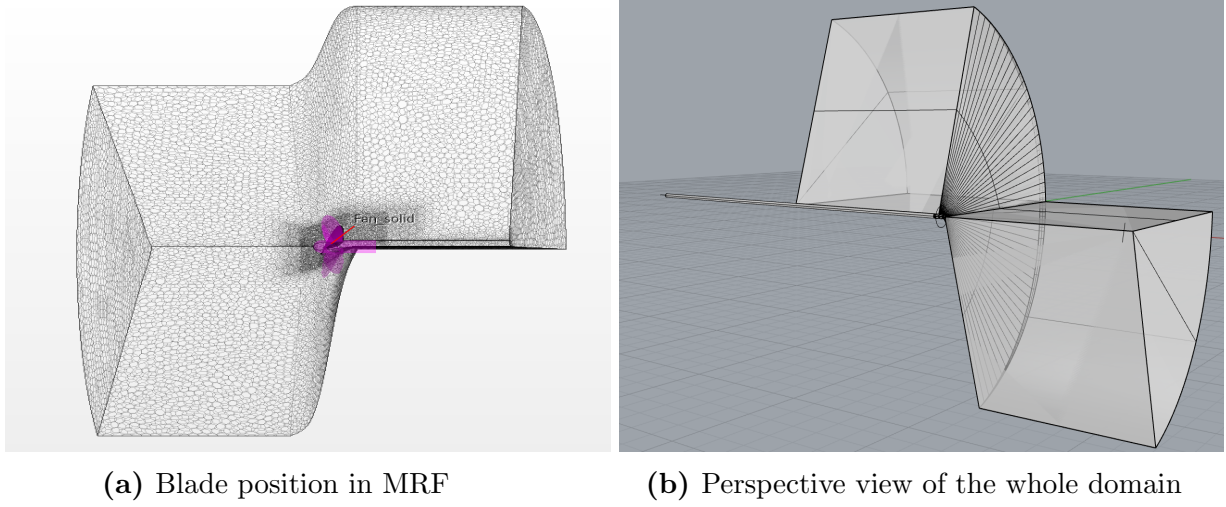 Fan_solid
(a) Blade position in MRF
(b) Perspective view of the whole domain